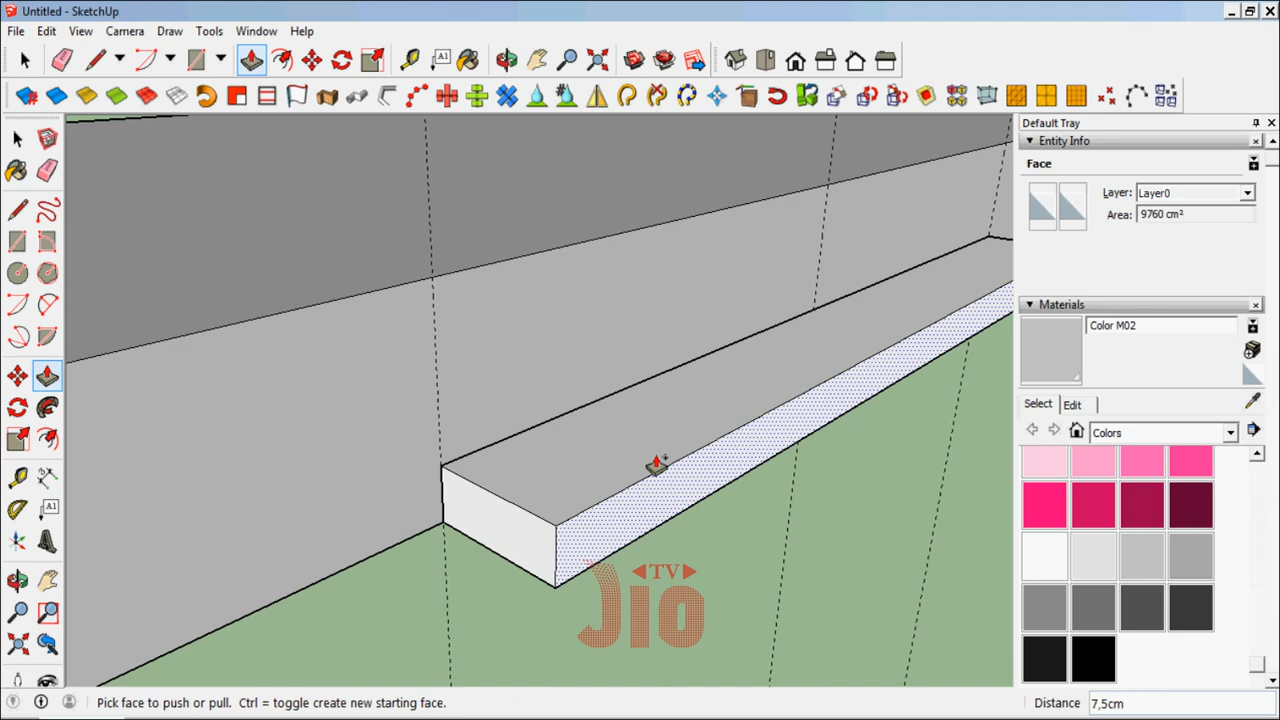 Untitled - SketchUp
File Edit View Camera Draw Tools Window Help
A1
Default Tray
Entity Info
Face
Layer: Layer0
Area: 9760 cm²
Materials
Color M02
Select Edit
Colors
A1
◄TV►
Jio
Pick face to push or pull. Ctrl = toggle create new starting face.
Distance 7,5cm